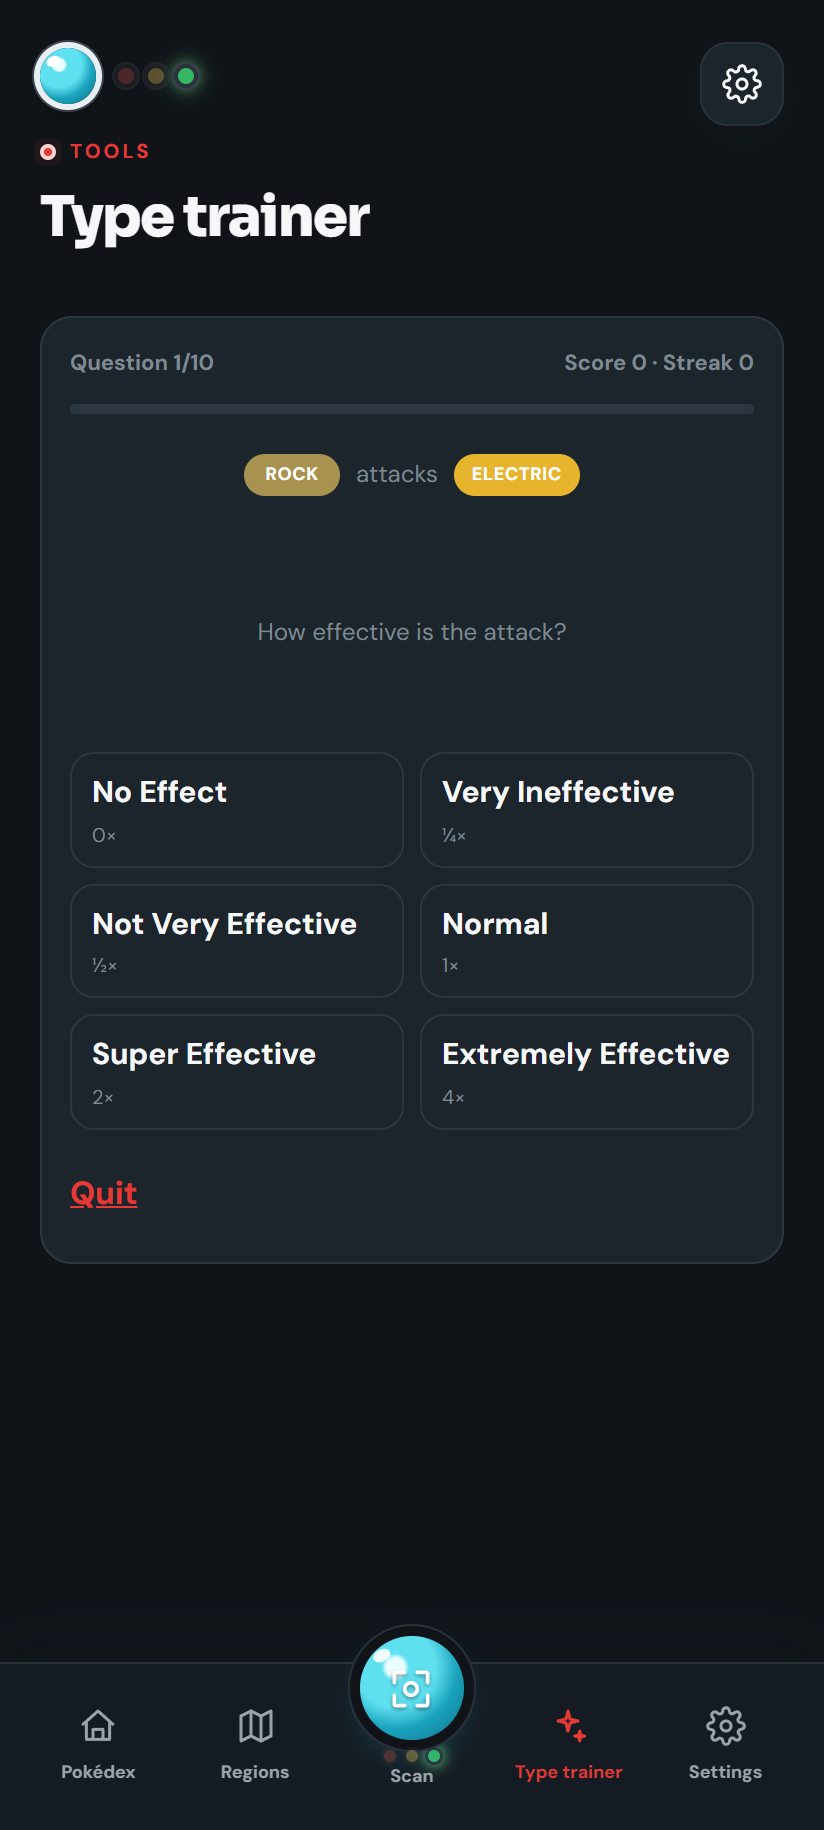 TOOLS
Type trainer
Question 1/10
Score 0 · Streak 0
ROCK attacks ELECTRIC
How effective is the attack?
No Effect
0×
Very Ineffective
¼×
Not Very Effective
½×
Normal
1×
Super Effective
2×
Extremely Effective
4×
Quit
Pokédex
Regions
Scan
Type trainer
Settings